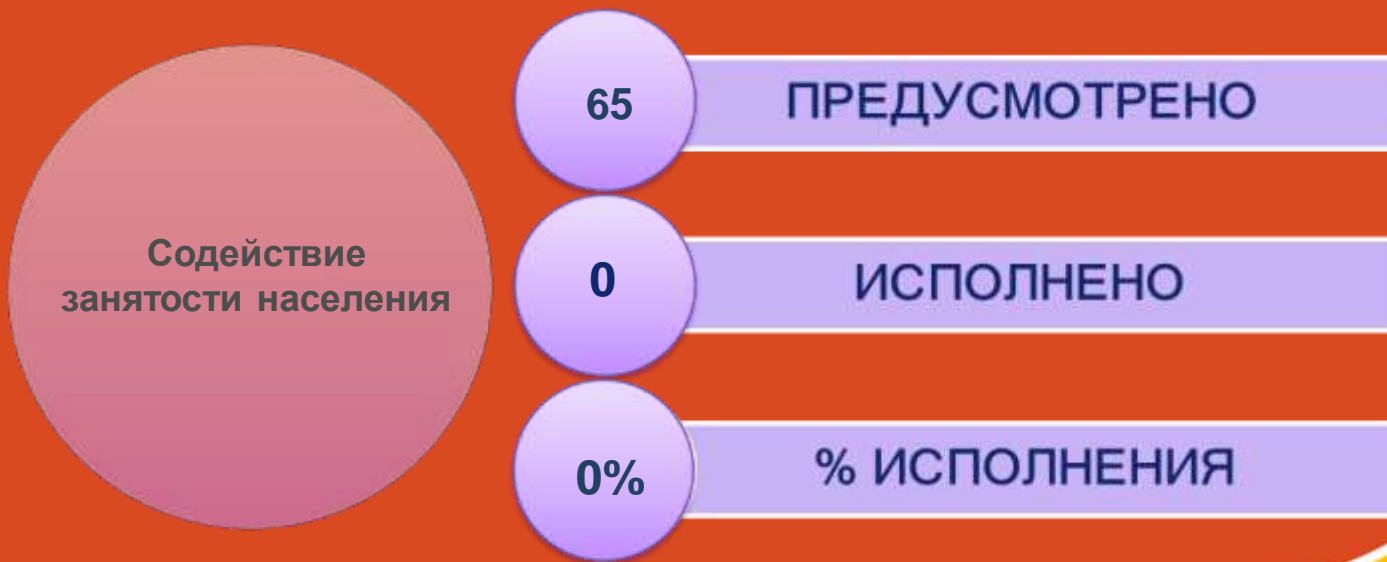 Содействие
занятости населения
65
ПРЕДУСМОТРЕНО
0
ИСПОЛНЕНО
0%
% ИСПОЛНЕНИЯ